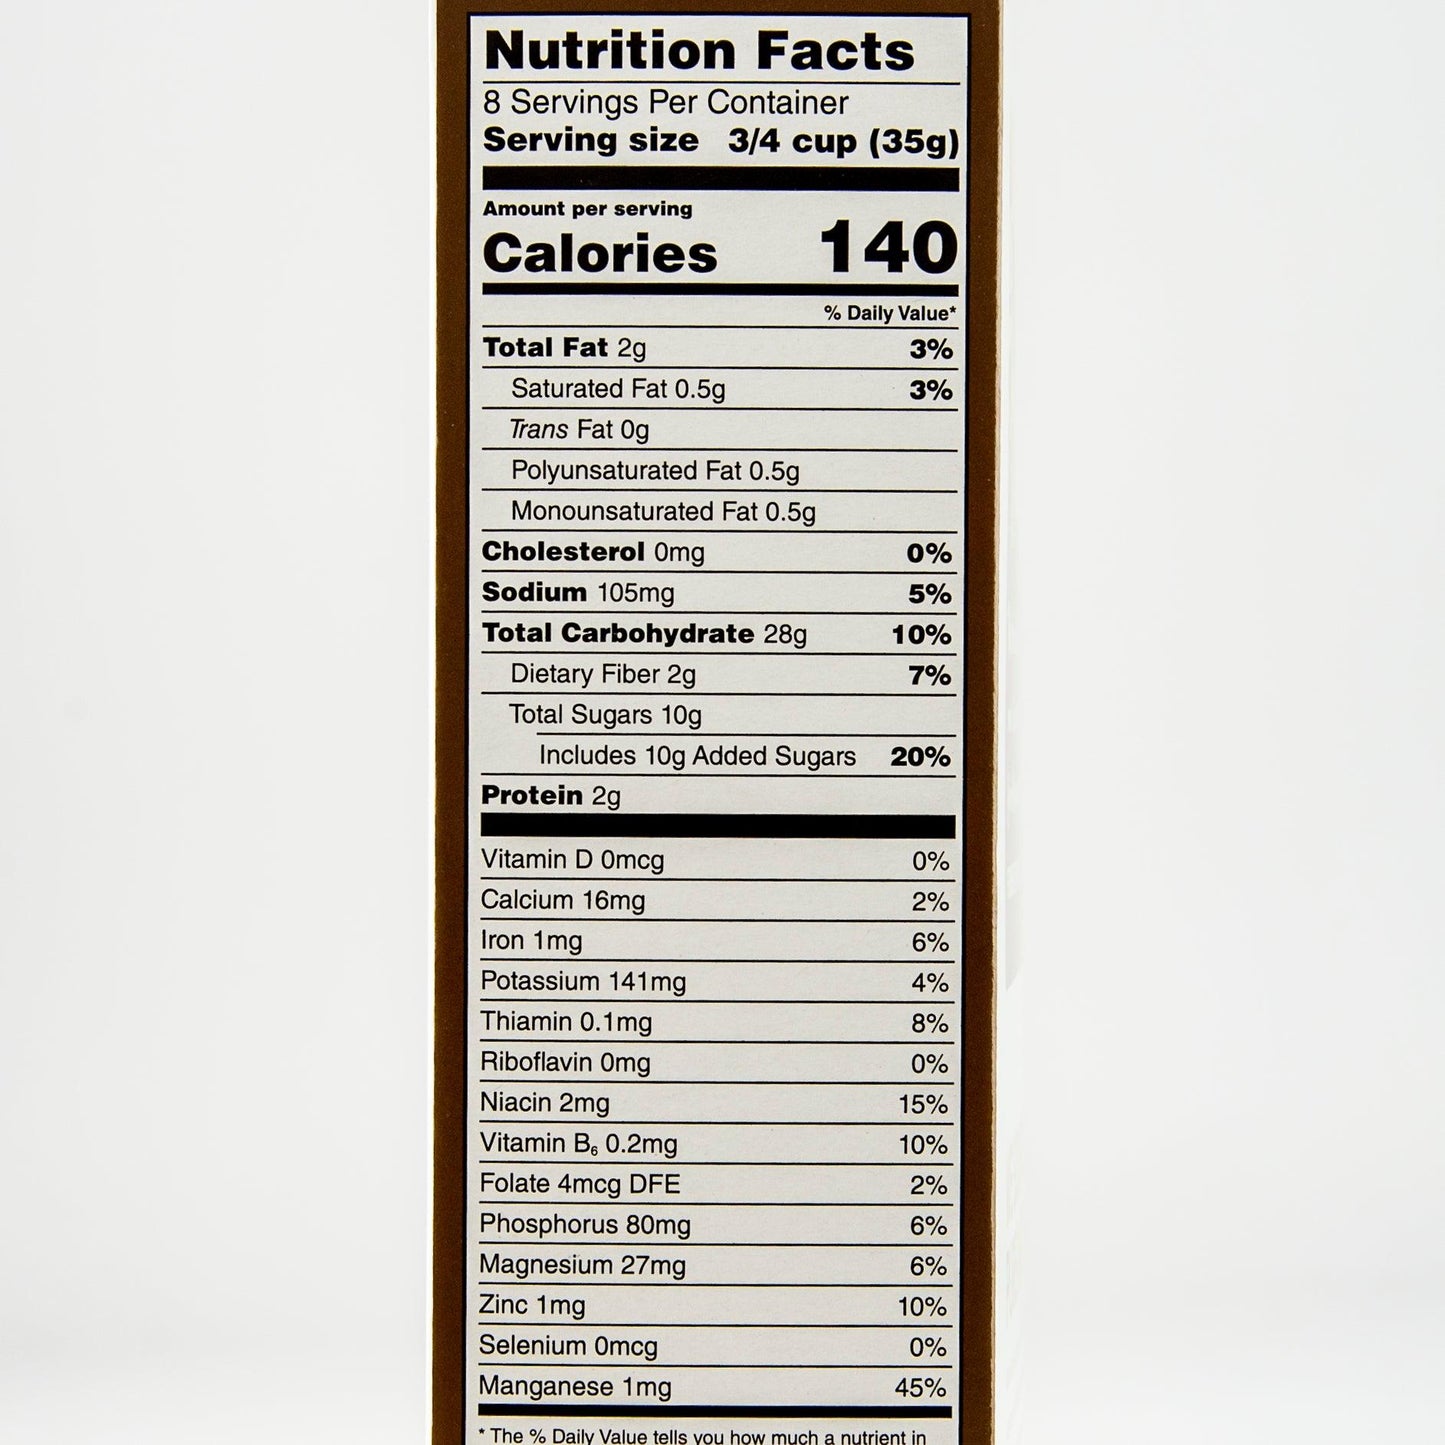 Nutrition Facts
8 Servings Per Container
Serving size 3/4 cup (35g)
Amount per serving
Calories 140
% Daily Value*
Total Fat 2g 3%
Saturated Fat 0.5g 3%
Trans Fat 0g
Polyunsaturated Fat 0.5g
Monounsaturated Fat 0.5g
Cholesterol 0mg 0%
Sodium 105mg 5%
Total Carbohydrate 28g 10%
Dietary Fiber 2g 7%
Total Sugars 10g
Includes 10g Added Sugars 20%
Protein 2g
Vitamin D 0mcg 0%
Calcium 16mg 2%
Iron 1mg 6%
Potassium 141mg 4%
Thiamin 0.1mg 8%
Riboflavin 0mg 0%
Niacin 2mg 15%
Vitamin B₆ 0.2mg 10%
Folate 4mcg DFE 2%
Phosphorus 80mg 6%
Magnesium 27mg 6%
Zinc 1mg 10%
Selenium 0mcg 0%
Manganese 1mg 45%
* The % Daily Value tells you how much a nutrient in